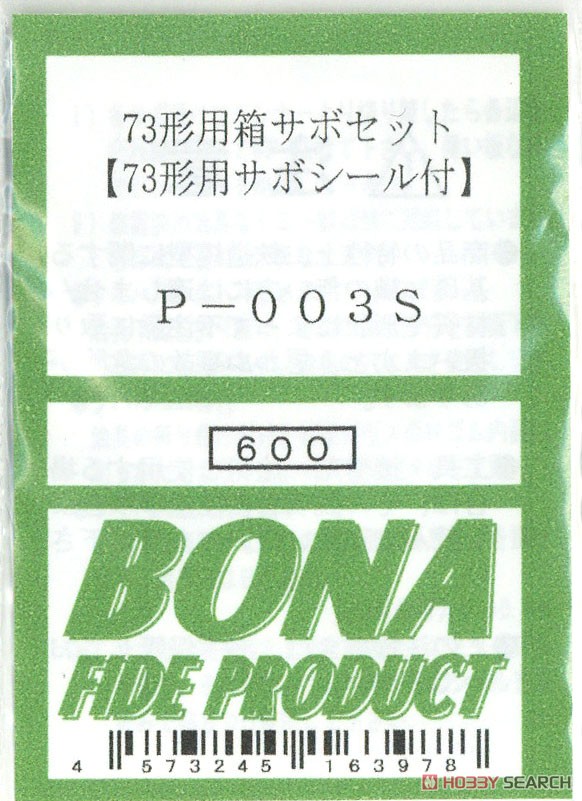 73形用箱サボセット
【73形用サボシール付】
P－003S
600
BONA
FIDE PRODUCT
4 573245 163978
HOBBY SEARCH